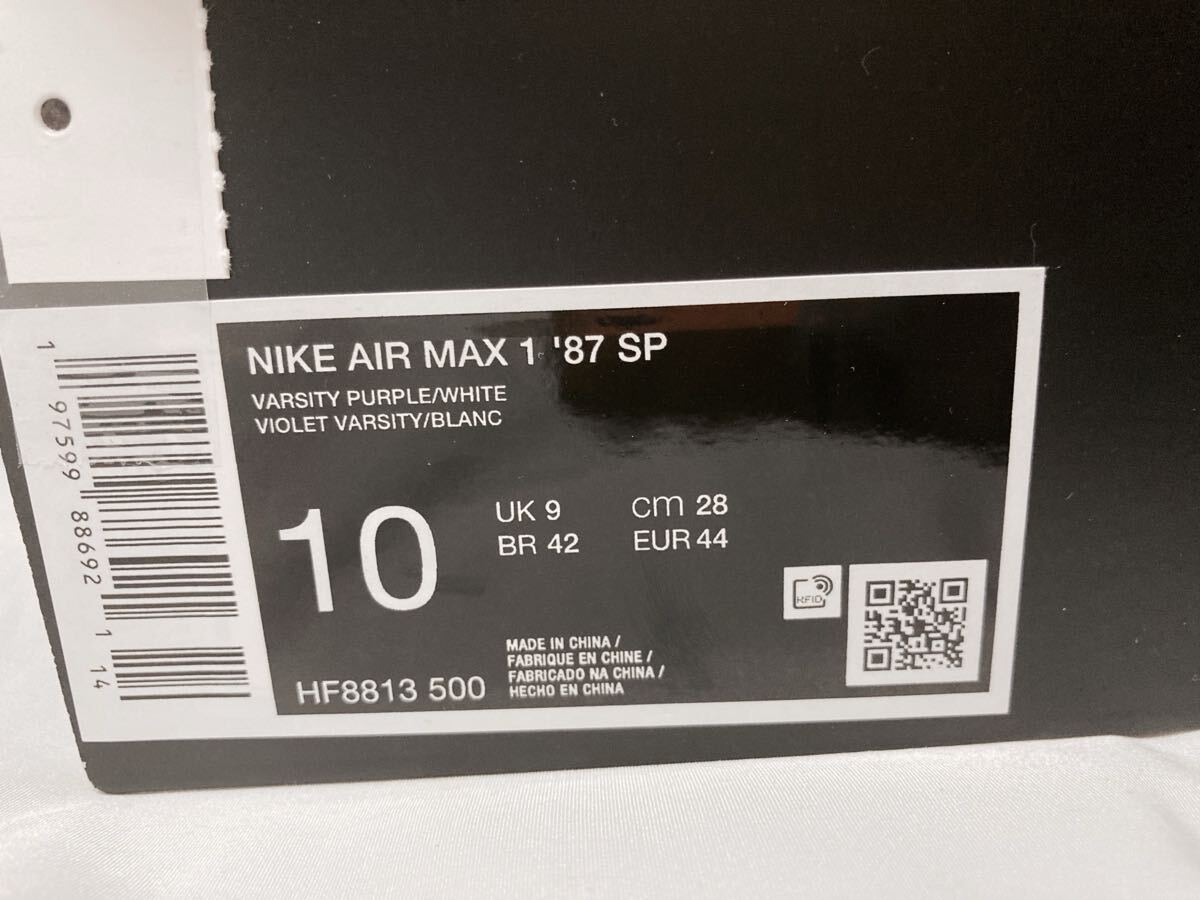 NIKE AIR MAX 1 '87 SP
VARSITY PURPLE/WHITE
VIOLET VARSITY/BLANC
10
UK 9
cm 28
BR 42
EUR 44
RFID
MADE IN CHINA /
FABRIQUE EN CHINE /
FABRICADO NA CHINA /
HECHO EN CHINA
HF8813 500
1 97599 88692 1 14